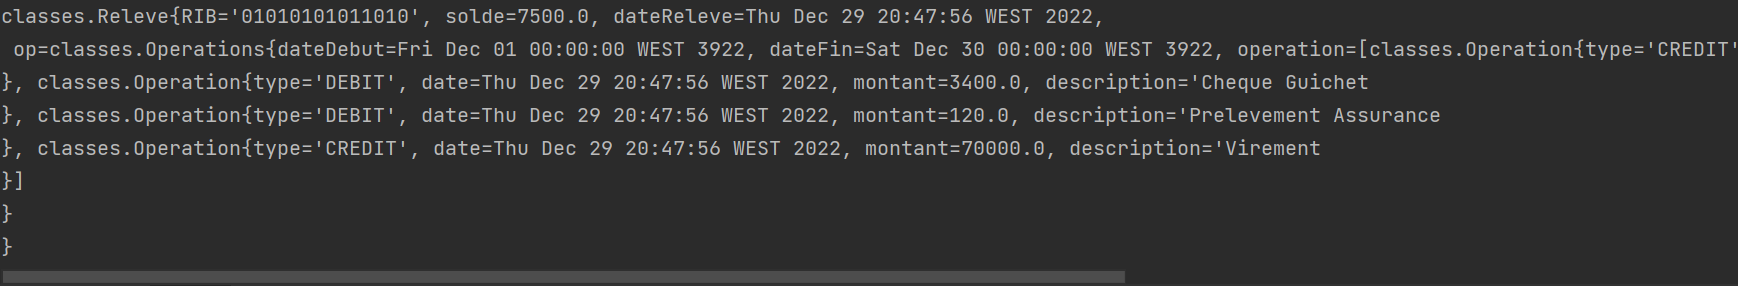 classes.Releve{RIB='01010101011010', solde=7500.0, dateReleve=Thu Dec 29 20:47:56 WEST 2022,
 op=classes.Operations{dateDebut=Fri Dec 01 00:00:00 WEST 3922, dateFin=Sat Dec 30 00:00:00 WEST 3922, operation=[classes.Operation{type='CREDIT'
}, classes.Operation{type='DEBIT', date=Thu Dec 29 20:47:56 WEST 2022, montant=3400.0, description='Cheque Guichet
}, classes.Operation{type='DEBIT', date=Thu Dec 29 20:47:56 WEST 2022, montant=120.0, description='Prelevement Assurance
}, classes.Operation{type='CREDIT', date=Thu Dec 29 20:47:56 WEST 2022, montant=70000.0, description='Virement
}]
}
}